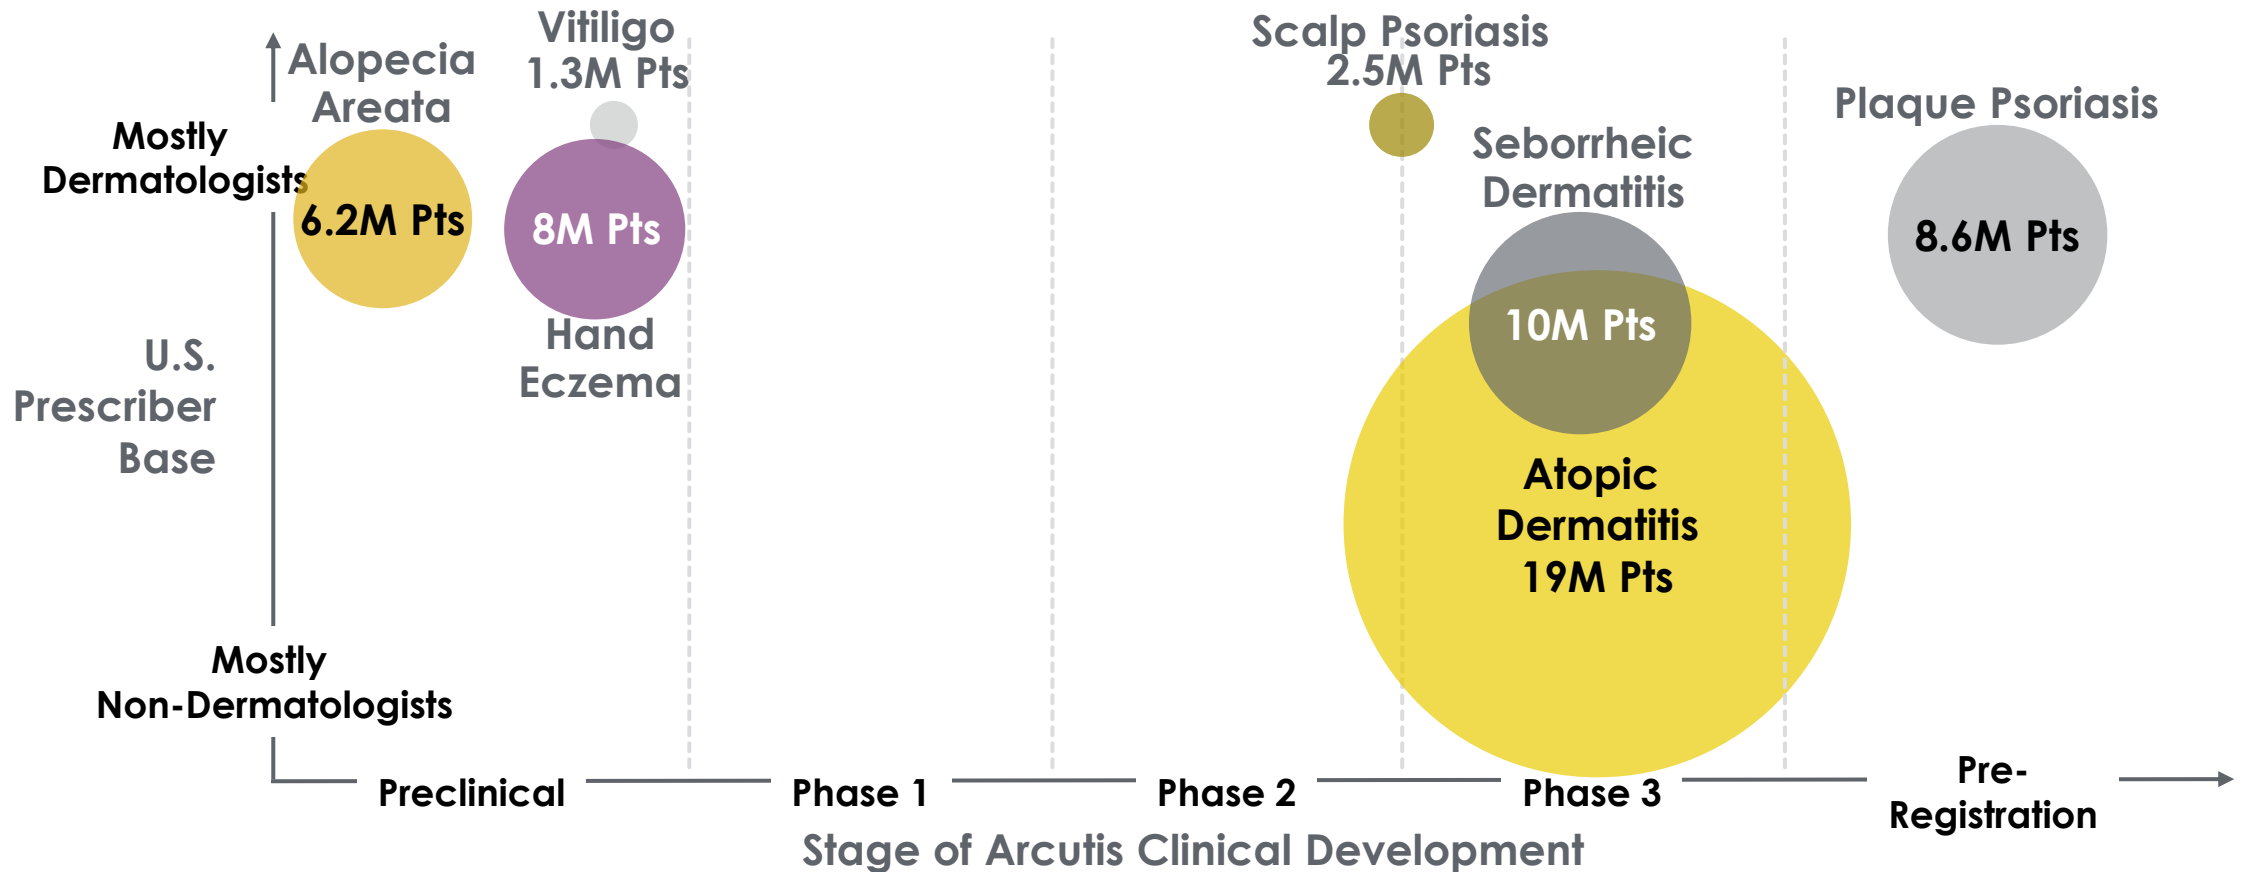 Vitiligo
1.3M Pts
Alopecia
Areata
Scalp Psoriasis
2.5M Pts
Plaque Psoriasis
Mostly
Dermatologists
Seborrheic
Dermatitis
6.2M Pts
8M Pts
8.6M Pts
Hand
Eczema
10M Pts
U.S.
Prescriber
Base
Atopic
Dermatitis
19M Pts
Mostly
Non-Dermatologists
Preclinical
Phase 1
Phase 2
Phase 3
Pre-
Registration
Stage of Arcutis Clinical Development